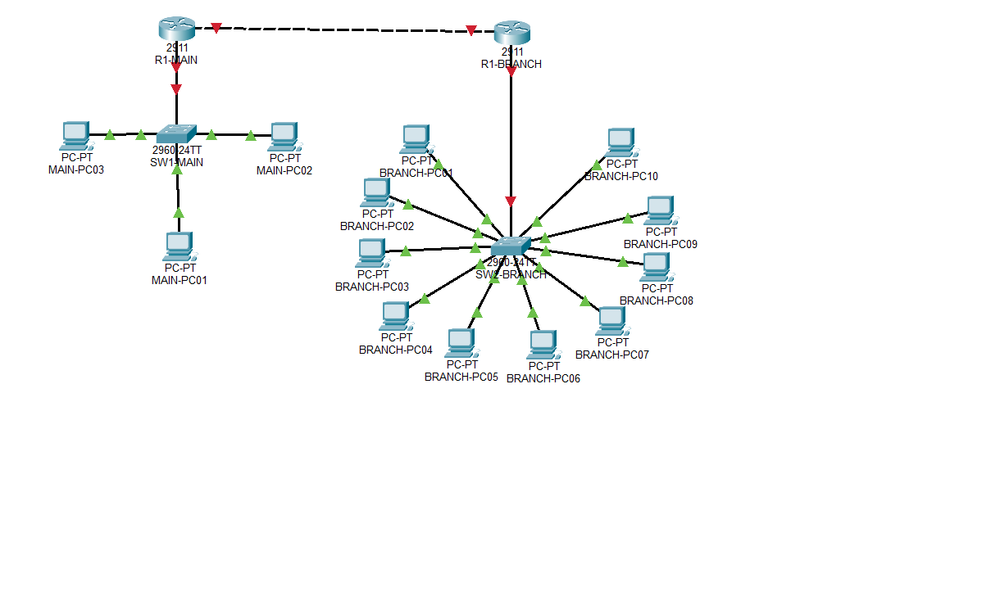 2911
R1-MAIN
2911
R1-BRANCH
PC-PT
MAIN-PC03
2960-24TT
SW1-MAIN
PC-PT
MAIN-PC02
PC-PT
MAIN-PC01
PC-PT
BRANCH-PC01
PC-PT
BRANCH-PC10
PC-PT
BRANCH-PC02
PC-PT
BRANCH-PC09
PC-PT
BRANCH-PC03
2960-24TT
SW2-BRANCH
PC-PT
BRANCH-PC08
PC-PT
BRANCH-PC04
PC-PT
BRANCH-PC07
PC-PT
BRANCH-PC05
PC-PT
BRANCH-PC06